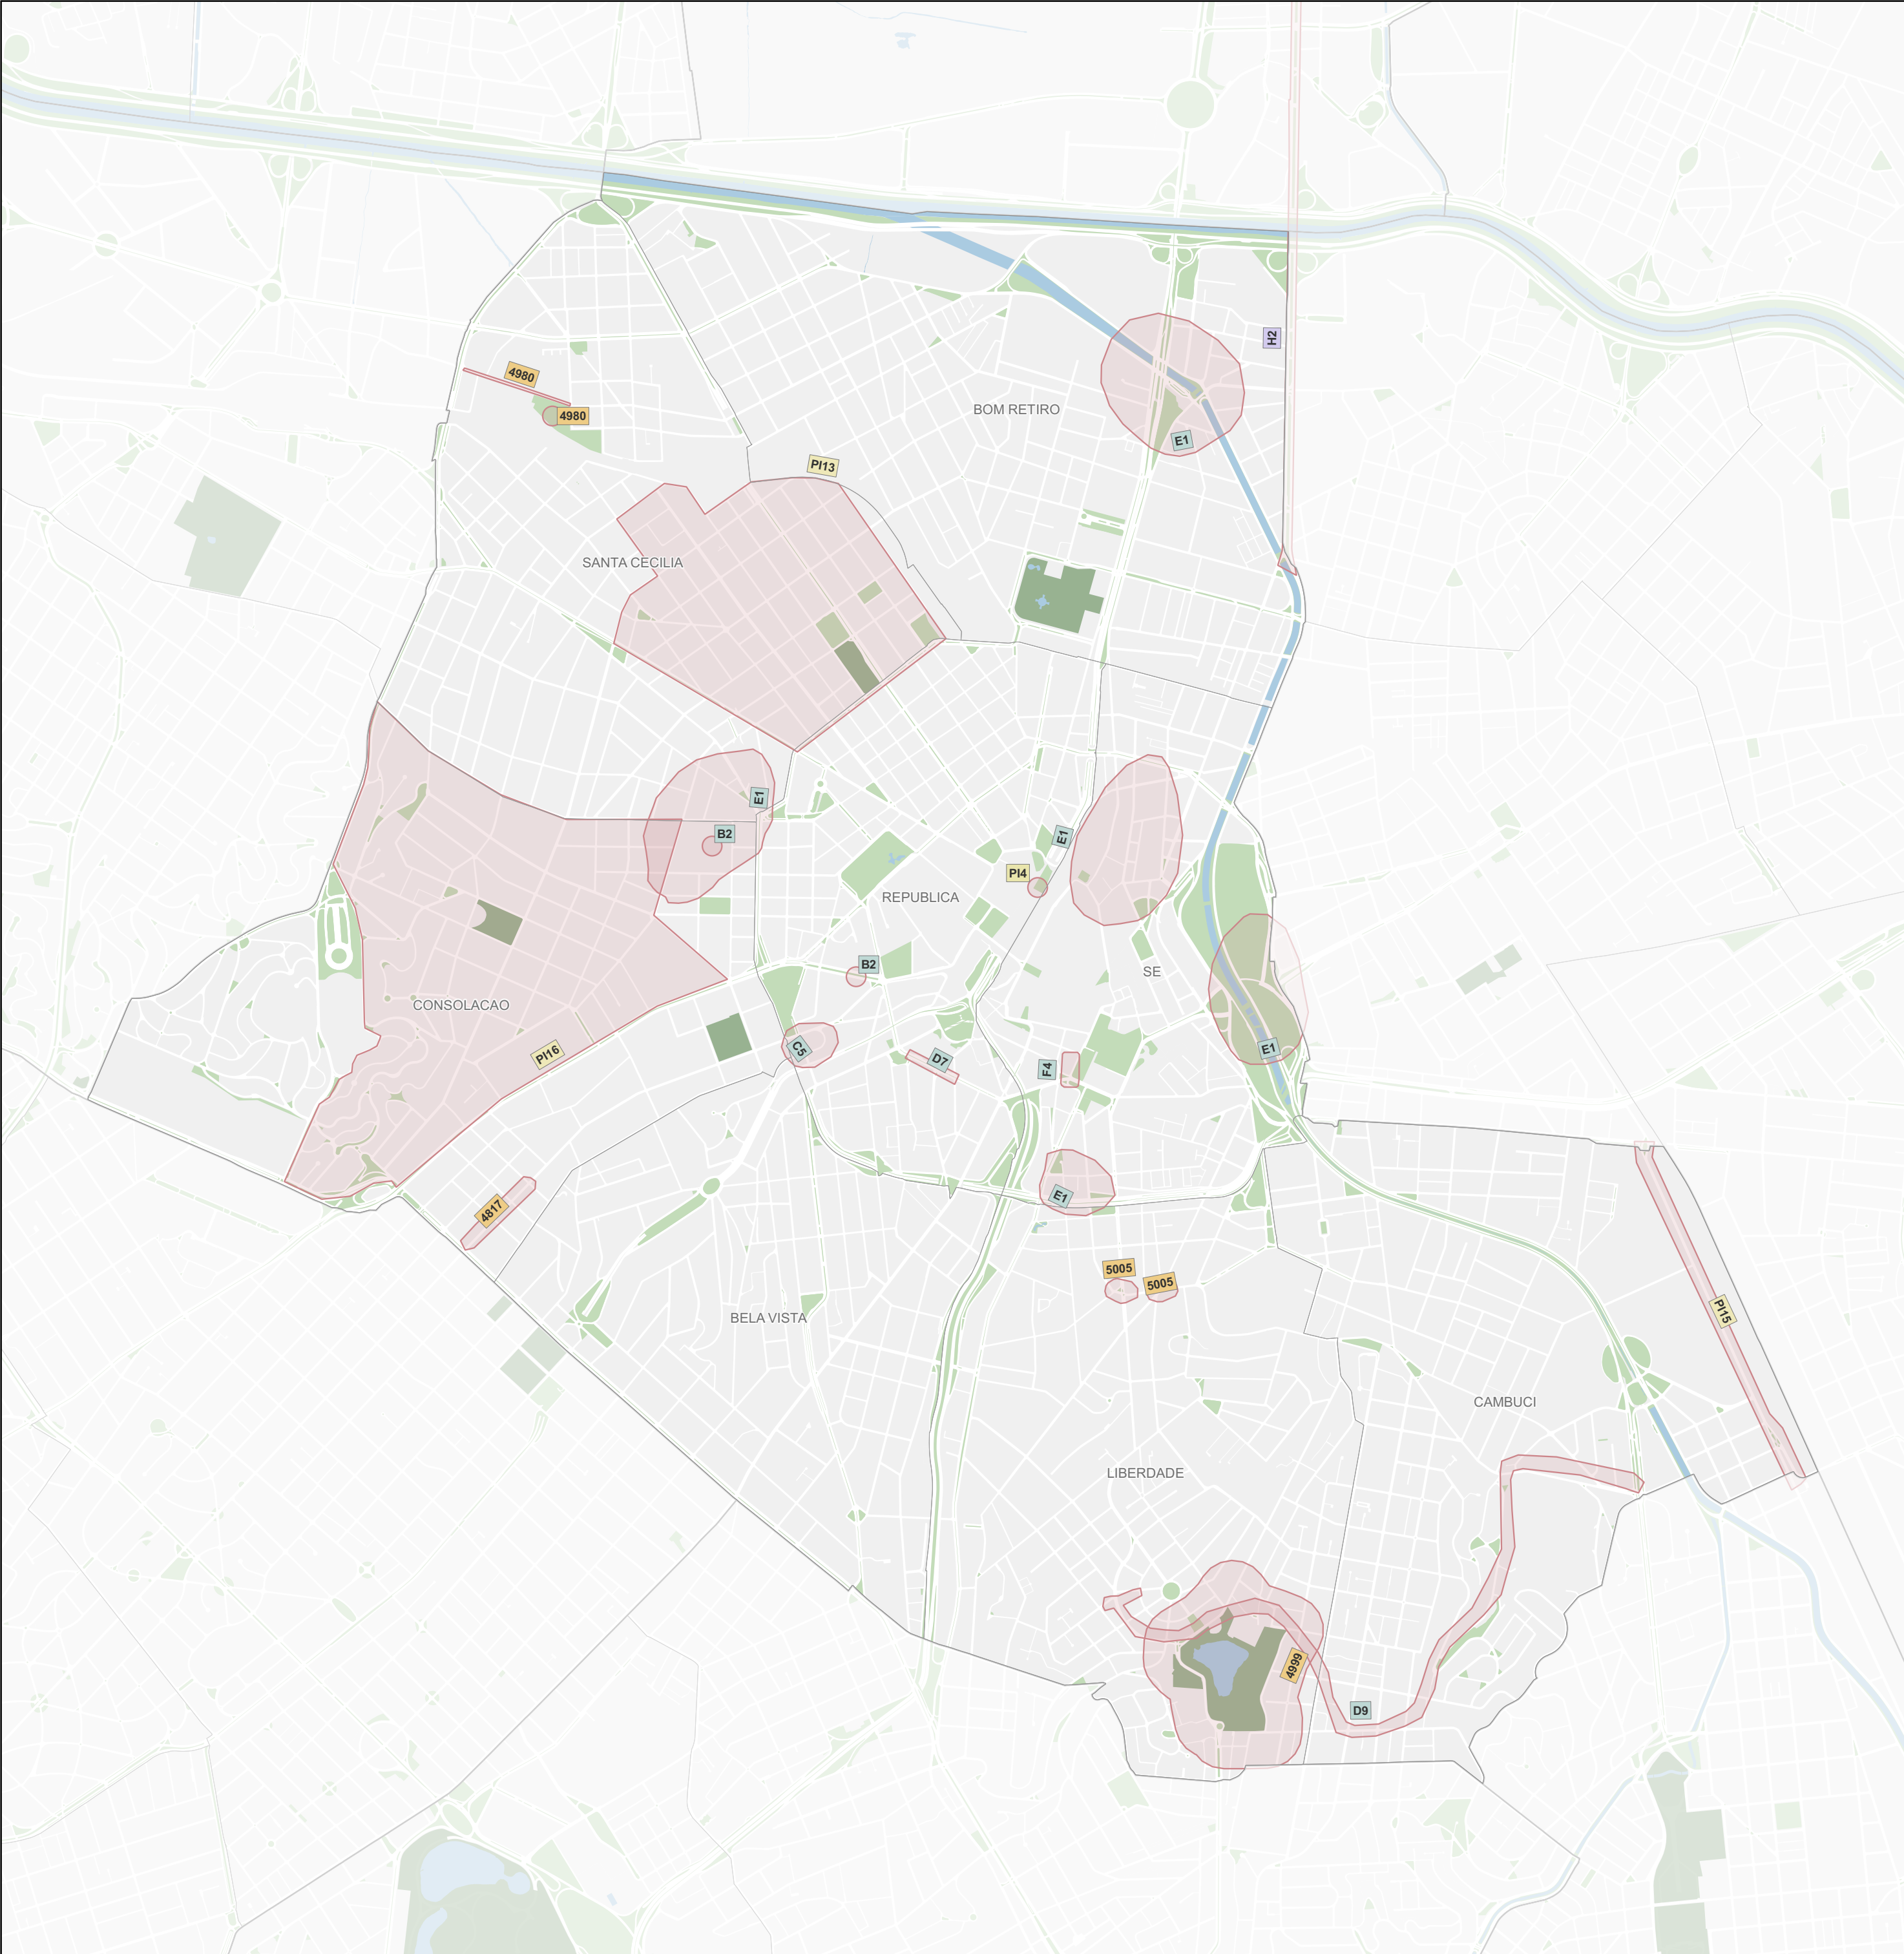 H2
4980
4980
BOM RETIRO
E1
PI13
SANTA CECILIA
E1
B2
E1
PI4
REPUBLICA
B2
SE
CONSOLACAO
E1
C5
PI16
D7
F4
E1
4817
5005
5005
PI15
BELA VISTA
CAMBUCI
LIBERDADE
4999
D9